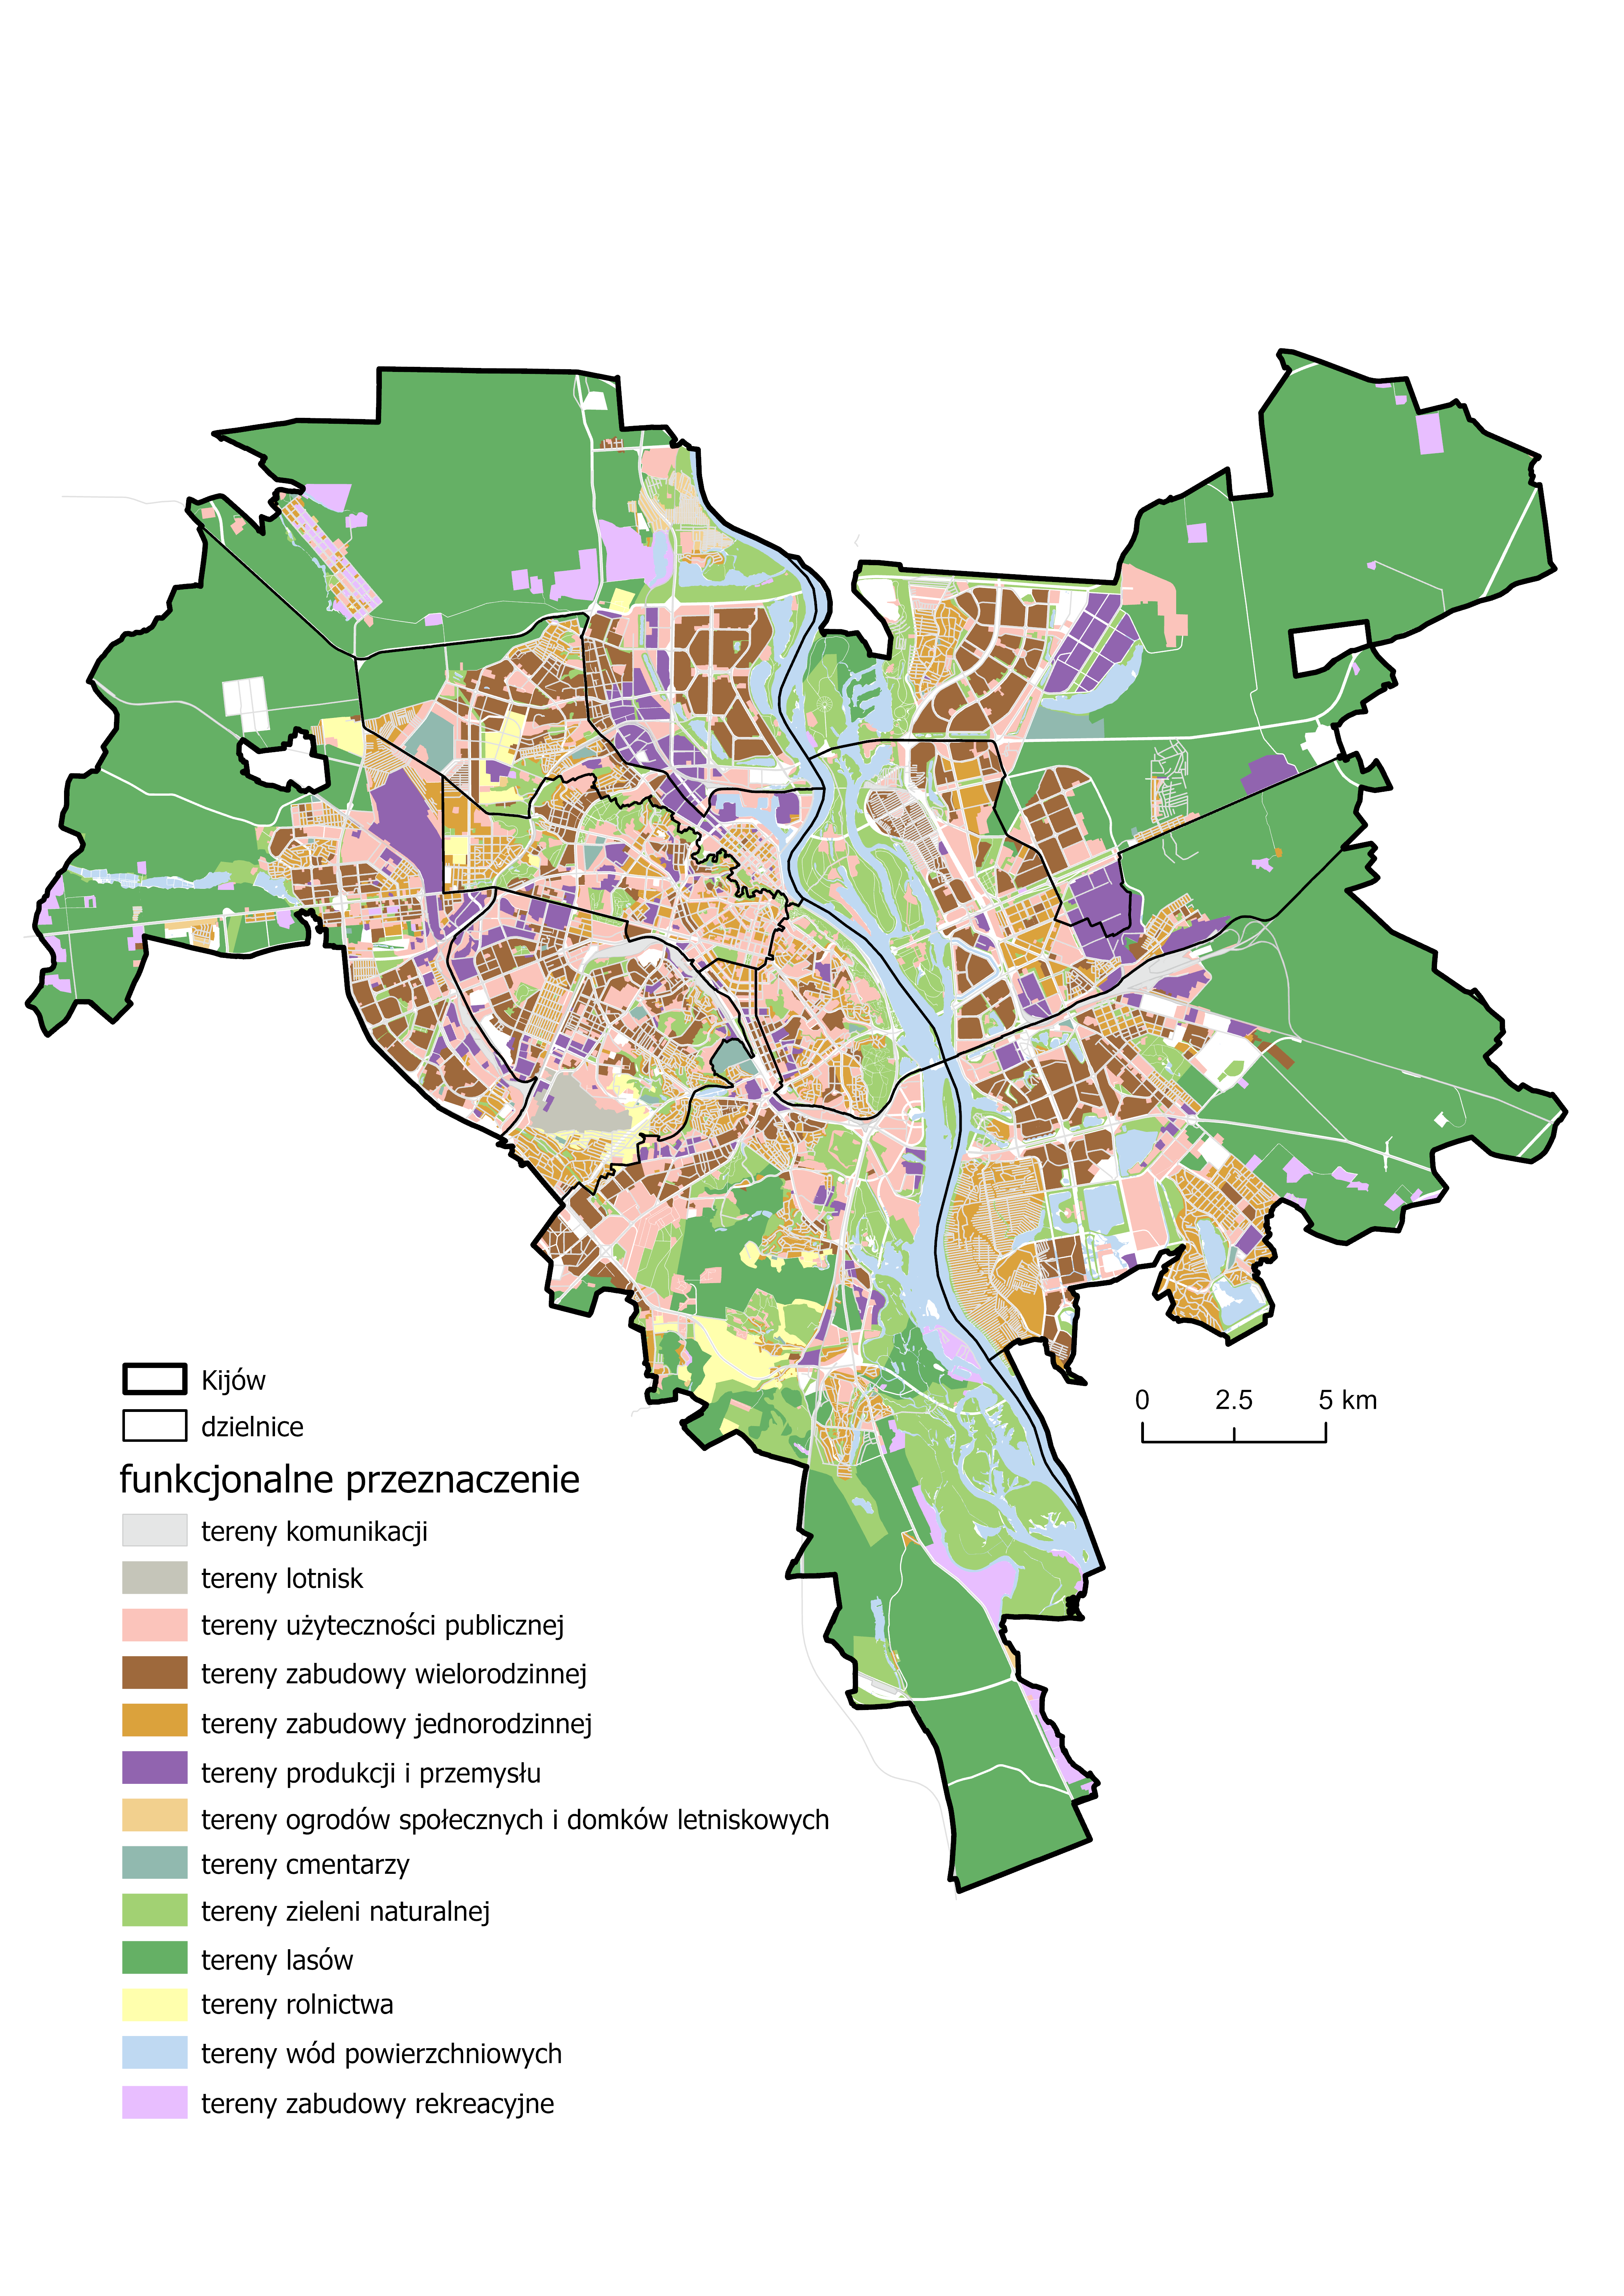 Kijów
dzielnice
0 2.5 5 km
funkcjonalne przeznaczenie
tereny komunikacji
tereny lotnisk
tereny użyteczności publicznej
tereny zabudowy wielorodzinnej
tereny zabudowy jednorodzinnej
tereny produkcji i przemysłu
tereny ogrodów społecznych i domków letniskowych
tereny cmentarzy
tereny zieleni naturalnej
tereny lasów
tereny rolnictwa
tereny wód powierzchniowych
tereny zabudowy rekreacyjne